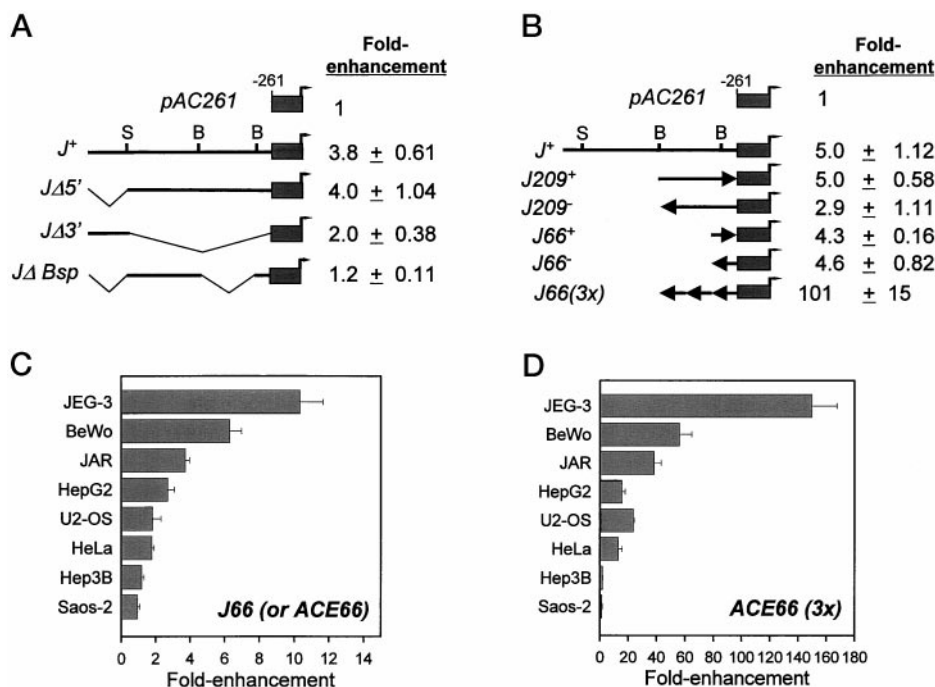 A
Fold-
enhancement
-261
pAC261
1
S B B
J+ 3.8 ± 0.61
JΔ5' 4.0 ± 1.04
JΔ3' 2.0 ± 0.38
JΔ Bsp 1.2 ± 0.11
B
Fold-
enhancement
-261
pAC261
1
S B B
J+ 5.0 ± 1.12
J209+ 5.0 ± 0.58
J209- 2.9 ± 1.11
J66+ 4.3 ± 0.16
J66- 4.6 ± 0.82
J66(3x) 101 ± 15
C
JEG-3
BeWo
JAR
HepG2
U2-OS
HeLa
Hep3B
Saos-2
J66 (or ACE66)
0 2 4 6 8 10 12 14
Fold-enhancement
D
JEG-3
BeWo
JAR
HepG2
U2-OS
HeLa
Hep3B
Saos-2
ACE66 (3x)
0 20 40 60 80 100 120 140 160 180
Fold-enhancement